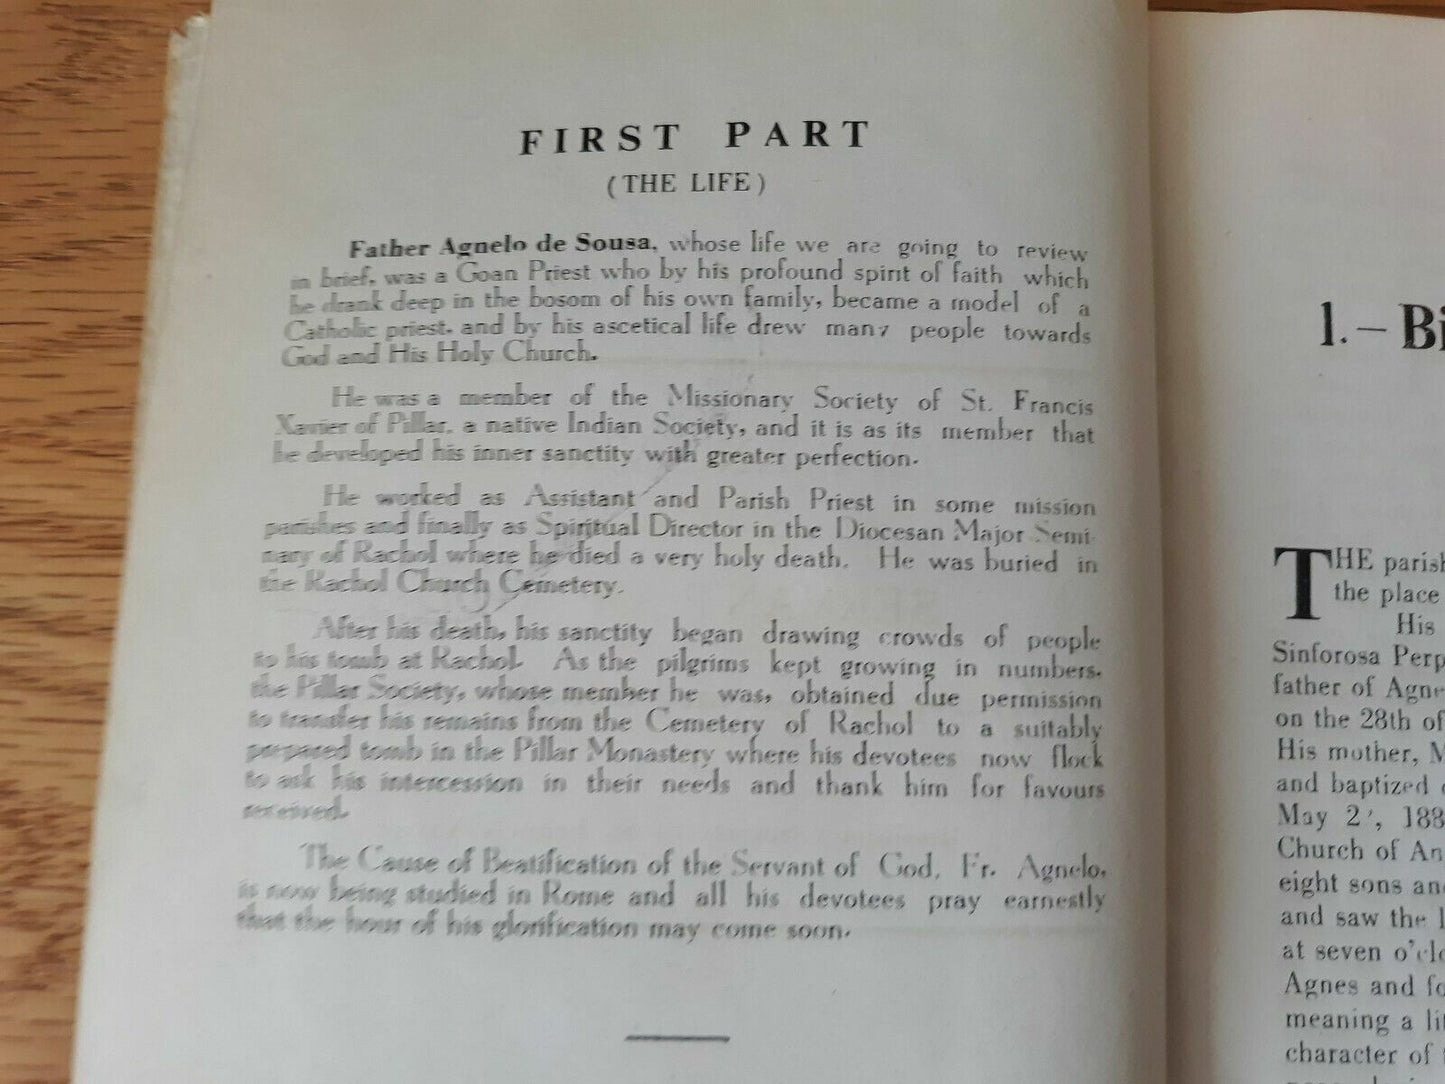 FIRST PART
(THE LIFE)
Father Agnelo de Sousa, whose life we are going to review
in brief, was a Goan Priest who by his profound spirit of faith which
he drank deep in the bosom of his own family, became a model of a
Catholic priest, and by his ascetical life drew many people towards
God and His Holy Church.
He was a member of the Missionary Society of St. Francis
Xavier of Pillar, a native Indian Society, and it is as its member that
he developed his inner sanctity with greater perfection.
He worked as Assistant and Parish Priest in some mission
parishes and finally as Spiritual Director in the Diocesan Major Semi-
nary of Rachol where he died a very holy death. He was buried in
the Rachol Church Cemetery.
After his death, his sanctity began drawing crowds of people
to his tomb at Rachol. As the pilgrims kept growing in numbers,
the Pillar Society, whose member he was, obtained due permission
to transfer his remains from the Cemetery of Rachol to a suitably
prepared tomb in the Pillar Monastery where his devotees now flock
to ask his intercession in their needs and thank him for favours
received.
The Cause of Beatification of the Servant of God, Fr. Agnelo,
is now being studied in Rome and all his devotees pray earnestly
that the hour of his glorification may come soon.
1. – Bi
THE parish
the place
His
Sinforosa Perp
father of Agne
on the 28th of
His mother, M
and baptized
May 2, 188
Church of An
eight sons and
and saw the l
at seven o'clo
Agnes and fo
meaning a lit
character of